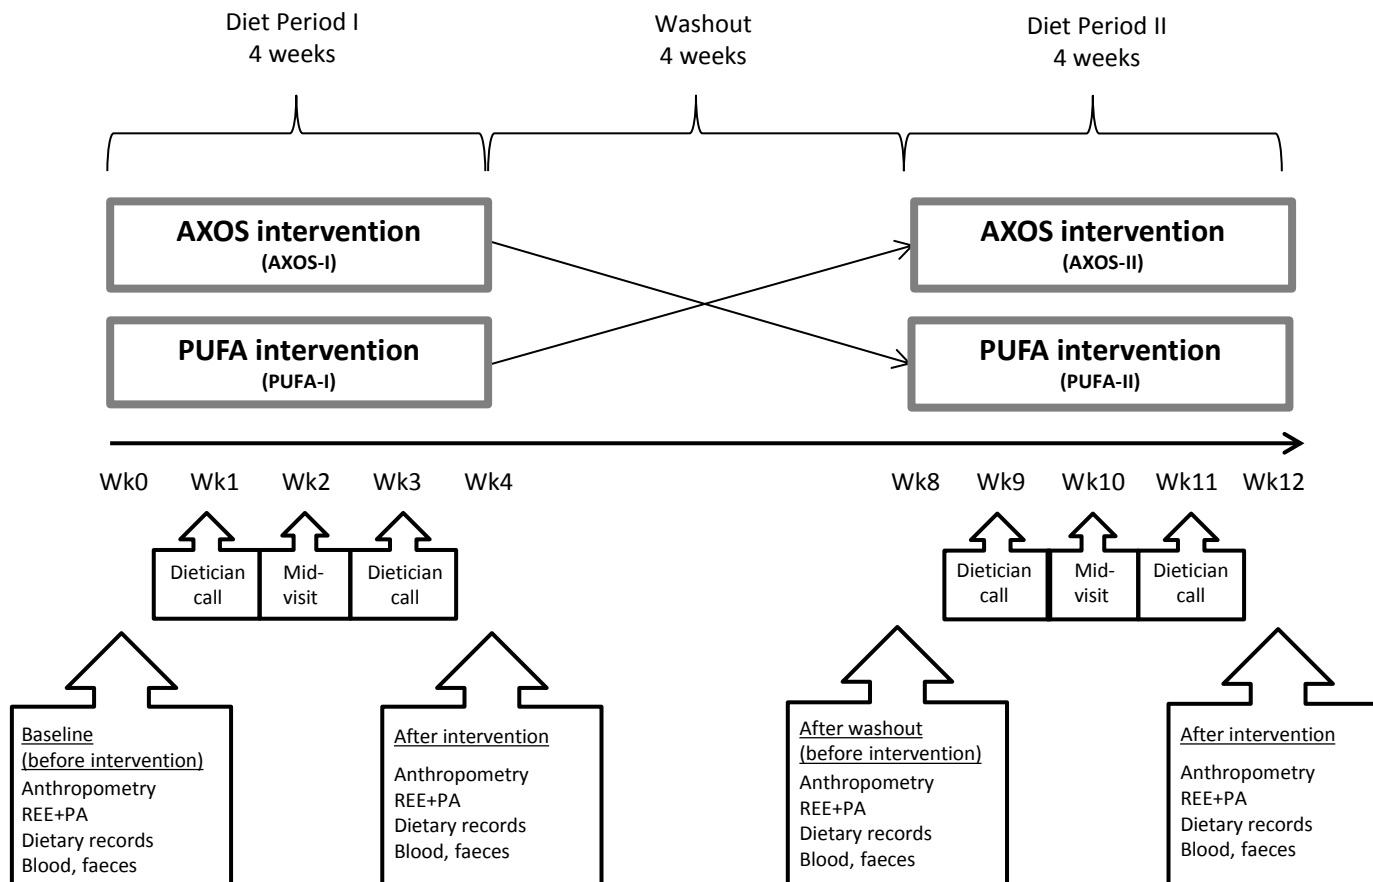 Diet Period I
4 weeks
Washout
4 weeks
Diet Period II
4 weeks
AXOS intervention
(AXOS-I)
AXOS intervention
(AXOS-II)
PUFA intervention
(PUFA-I)
PUFA intervention
(PUFA-II)
Wk0 Wk1 Wk2 Wk3 Wk4 Wk8 Wk9 Wk10 Wk11 Wk12
Dietician
call
Mid-
visit
Dietician
call
Dietician
call
Mid-
visit
Dietician
call
Baseline
(before intervention)
Anthropometry
REE+PA
Dietary records
Blood, faeces
After intervention
Anthropometry
REE+PA
Dietary records
Blood, faeces
After washout
(before intervention)
Anthropometry
REE+PA
Dietary records
Blood, faeces
After intervention
Anthropometry
REE+PA
Dietary records
Blood, faeces